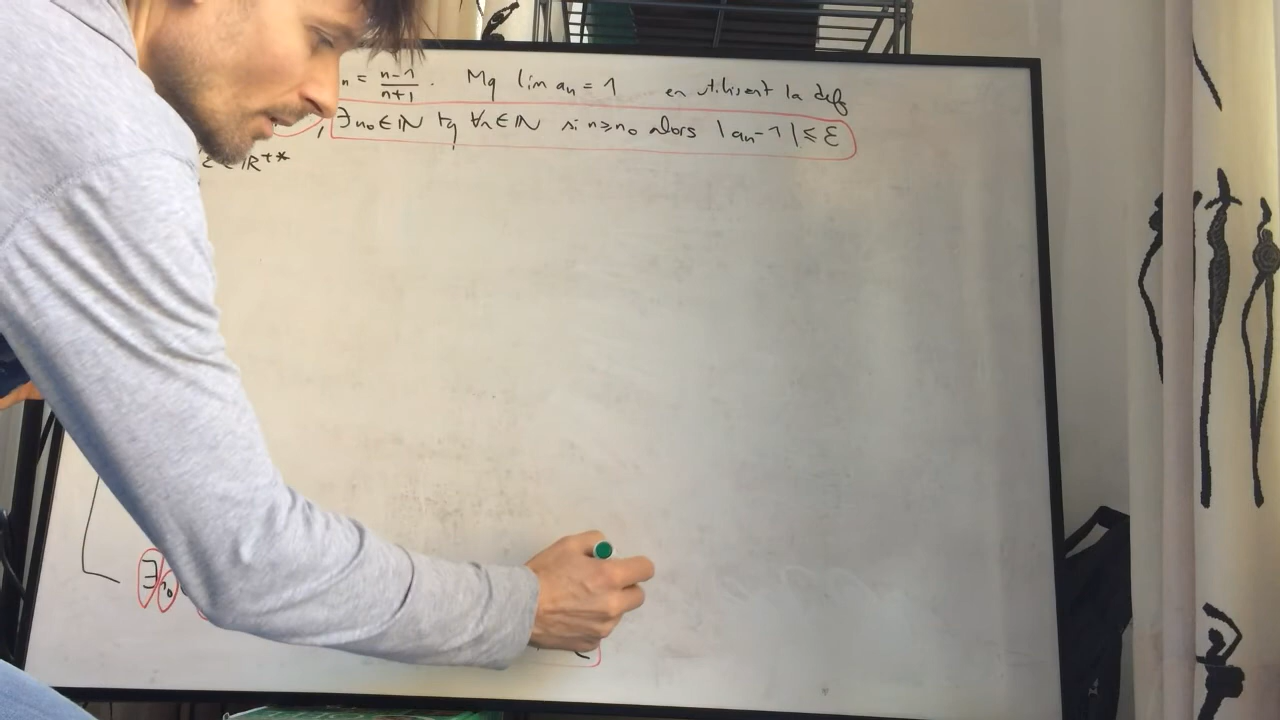 n = n-1/n+1 . Mq lim an = 1 en utilisant la def
, ∃ n₀ ∈ ℕ tq ∀n ∈ ℕ si n ≥ n₀ alors |an - 1| ≤ ε
ε ∈ ℝ+*
∃ n₀